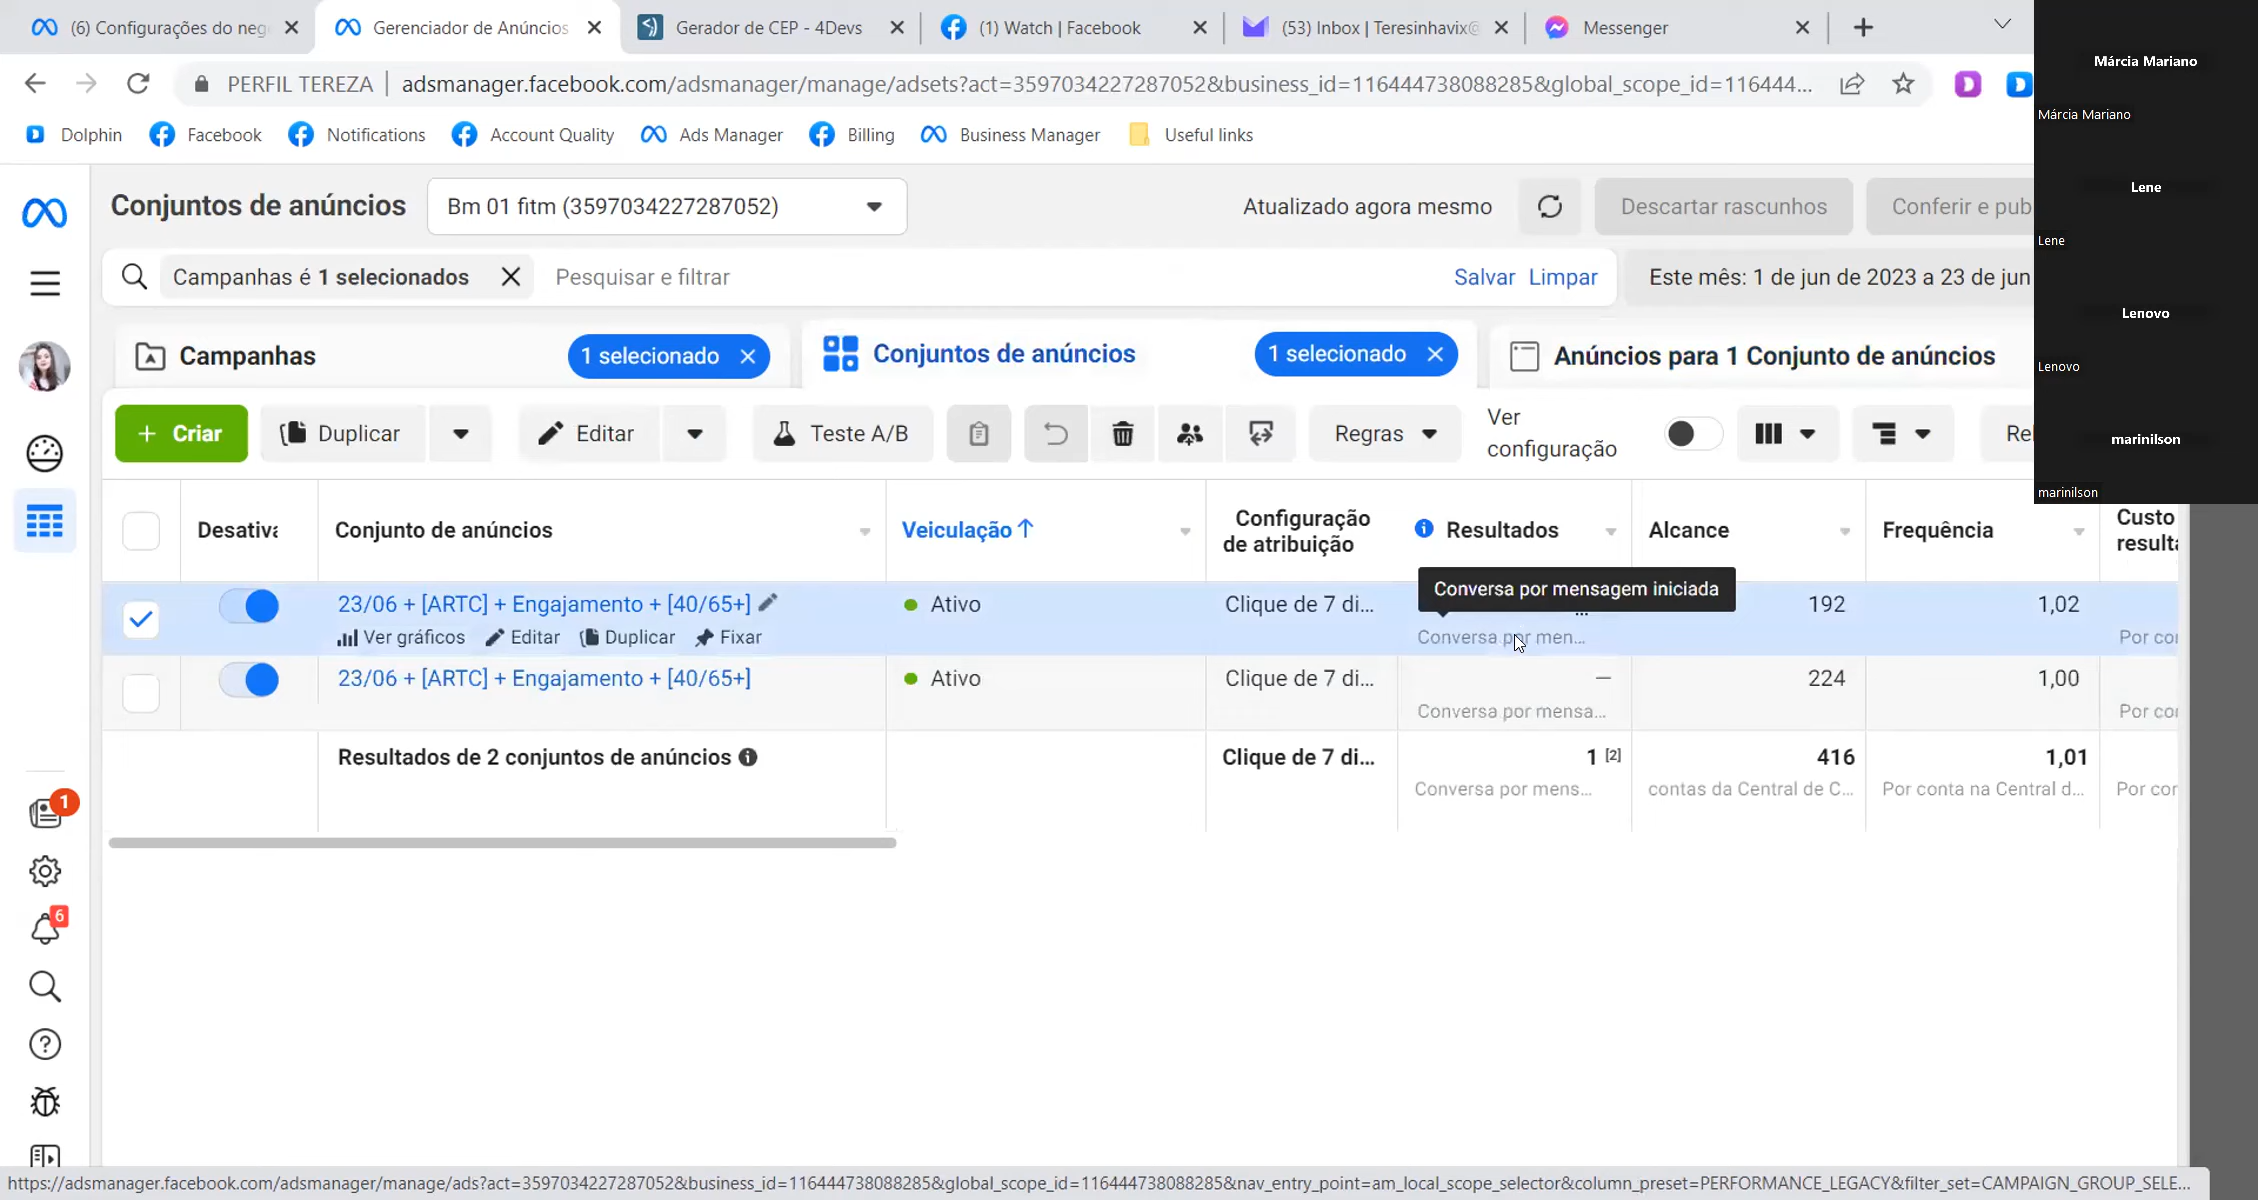 (6) Configurações do neg
Gerenciador de Anúncios
Gerador de CEP - 4Devs
(1) Watch | Facebook
(53) Inbox | Teresinhavix@
Messenger
PERFIL TEREZA
adsmanager.facebook.com/adsmanager/manage/adsets?act=3597034227287052&business_id=116444738088285&global_scope_id=116444...
Dolphin
Facebook
Notifications
Account Quality
Ads Manager
Billing
Business Manager
Useful links
Márcia Mariano
Márcia Mariano
Lene
Lene
Lenovo
Lenovo
marinilson
marinilson
Conjuntos de anúncios
Bm 01 fitm (3597034227287052)
Atualizado agora mesmo
Descartar rascunhos
Conferir e pub
Campanhas é 1 selecionados
Pesquisar e filtrar
Salvar
Limpar
Este mês: 1 de jun de 2023 a 23 de jun
Campanhas
1 selecionado
Conjuntos de anúncios
1 selecionado
Anúncios para 1 Conjunto de anúncios
+ Criar
Duplicar
Editar
Teste A/B
Regras
Ver configuração
Rel
Desativa
Conjunto de anúncios
Veiculação
Configuração de atribuição
Resultados
Alcance
Frequência
Custo
resulta
Conversa por mensagem iniciada
23/06 + [ARTC] + Engajamento + [40/65+]
Ativo
Clique de 7 di...
...
192
1,02
Ver gráficos
Editar
Duplicar
Fixar
Conversa por men...
Por con
23/06 + [ARTC] + Engajamento + [40/65+]
Ativo
Clique de 7 di...
—
224
1,00
Conversa por mensa...
Por con
Resultados de 2 conjuntos de anúncios
Clique de 7 di...
1 [2]
416
1,01
Conversa por mens...
contas da Central de C...
Por conta na Central d...
Por con
1
6
https://adsmanager.facebook.com/adsmanager/manage/ads?act=3597034227287052&business_id=116444738088285&global_scope_id=116444738088285&nav_entry_point=am_local_scope_selector&column_preset=PERFORMANCE_LEGACY&filter_set=CAMPAIGN_GROUP_SELE...